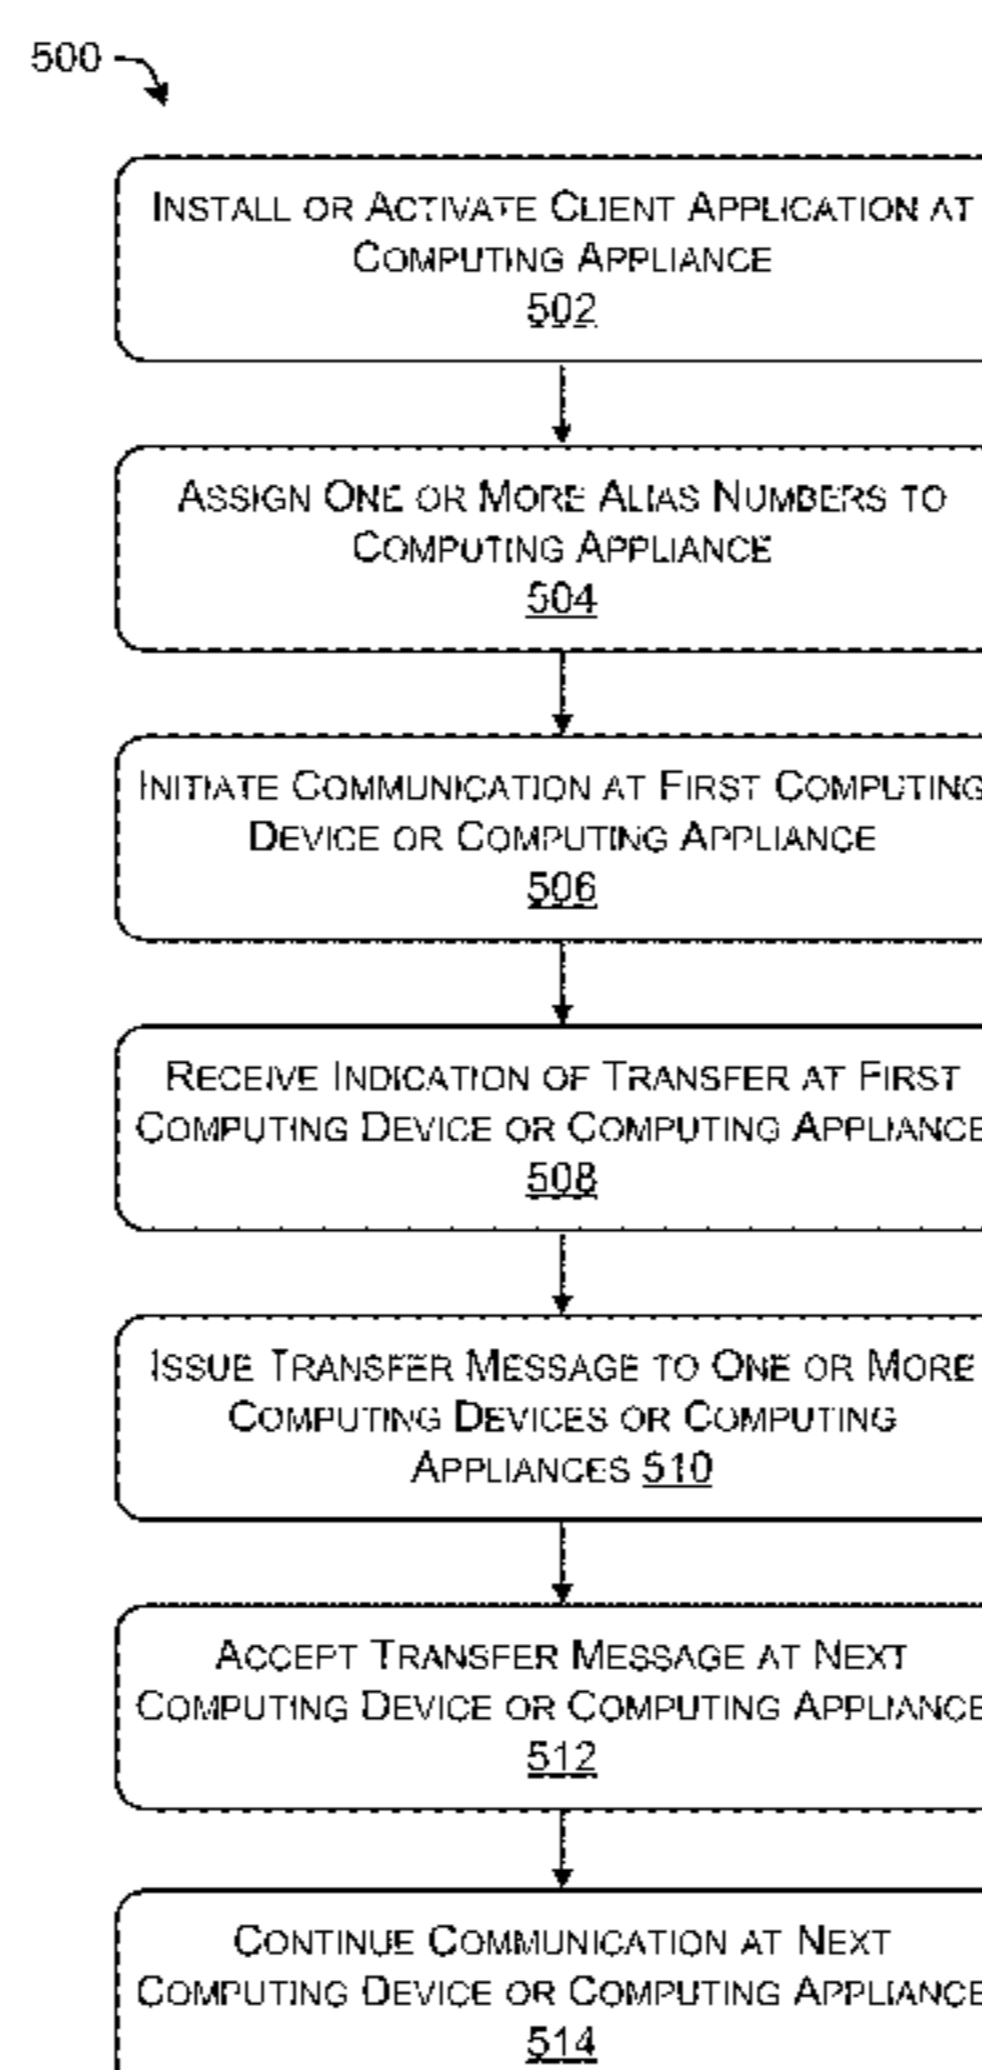 500
INSTALL OR ACTIVATE CLIENT APPLICATION AT
COMPUTING APPLIANCE
502
ASSIGN ONE OR MORE ALIAS NUMBERS TO
COMPUTING APPLIANCE
504
INITIATE COMMUNICATION AT FIRST COMPUTING
DEVICE OR COMPUTING APPLIANCE
506
RECEIVE INDICATION OF TRANSFER AT FIRST
COMPUTING DEVICE OR COMPUTING APPLIANCE
508
ISSUE TRANSFER MESSAGE TO ONE OR MORE
COMPUTING DEVICES OR COMPUTING
APPLIANCES 510
ACCEPT TRANSFER MESSAGE AT NEXT
COMPUTING DEVICE OR COMPUTING APPLIANCE
512
CONTINUE COMMUNICATION AT NEXT
COMPUTING DEVICE OR COMPUTING APPLIANCE
514